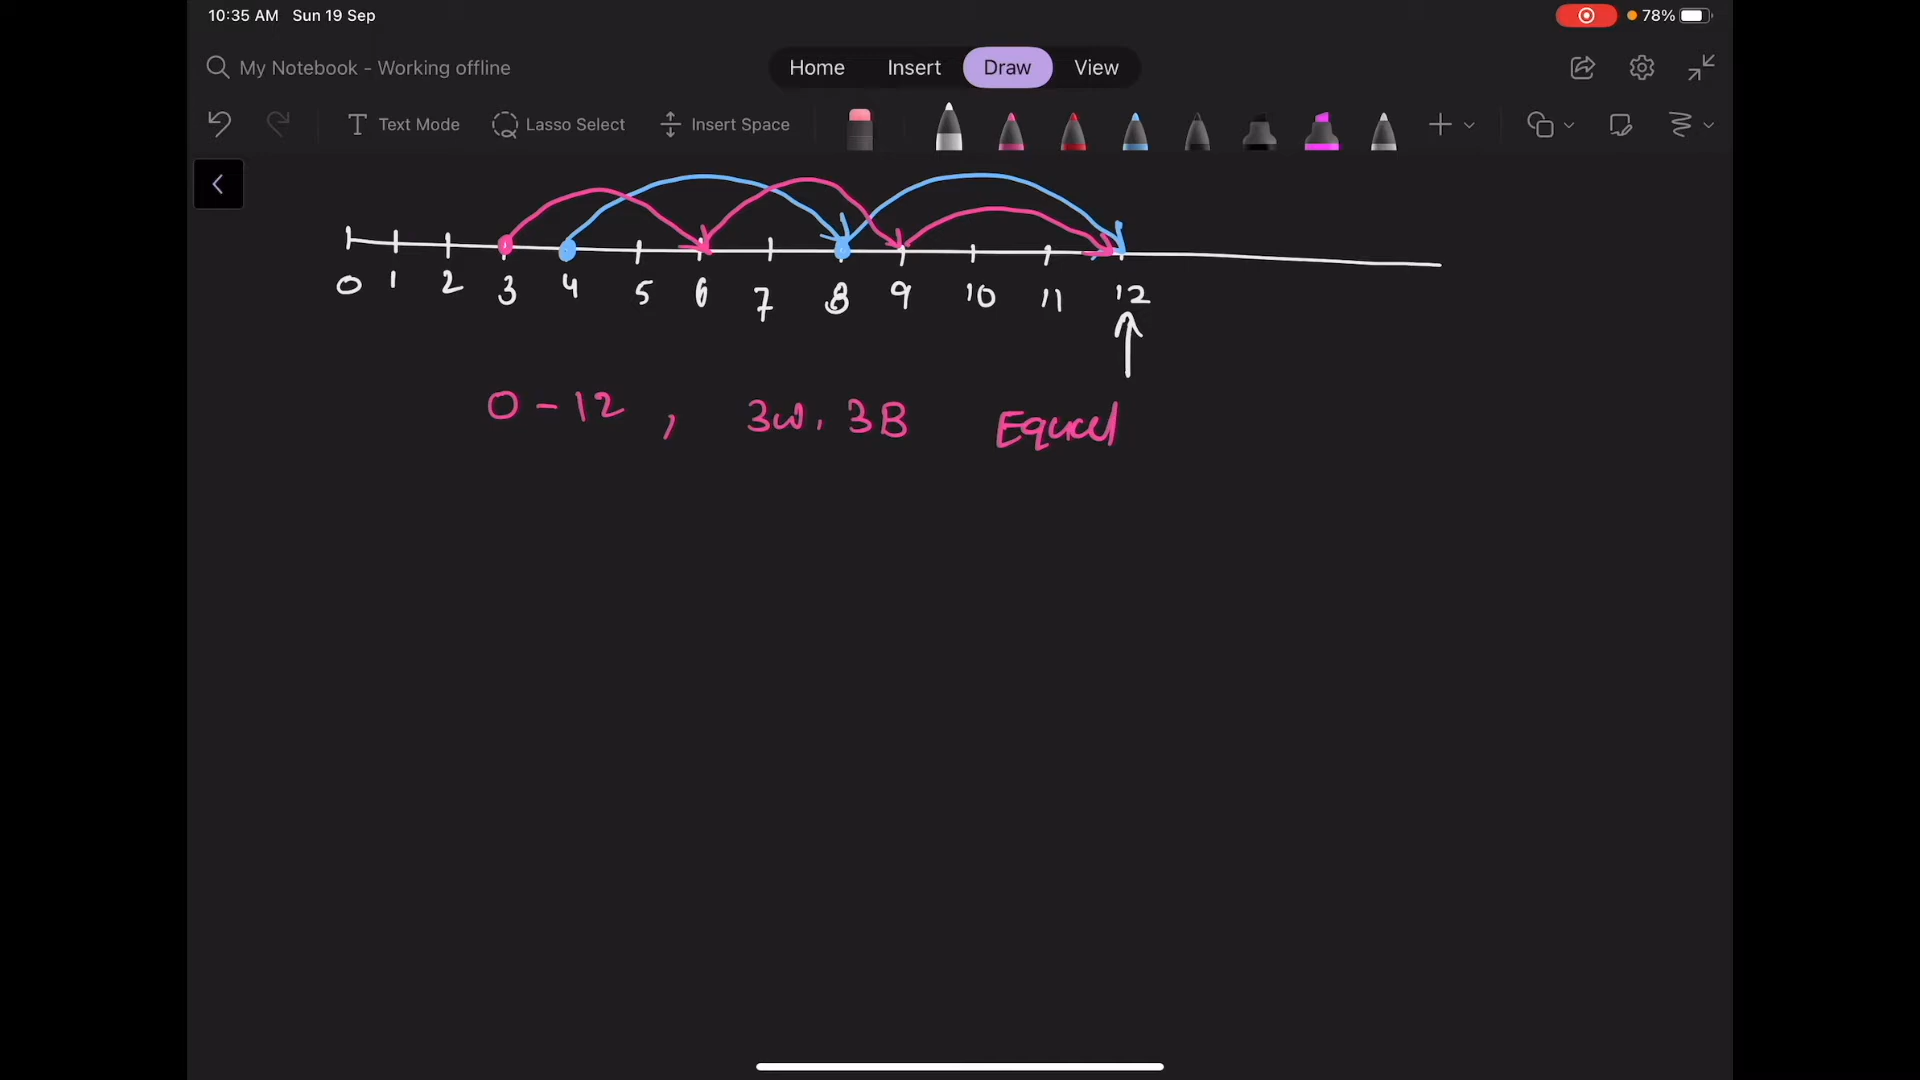 10:35 AM Sun 19 Sep 78%
My Notebook - Working offline Home Insert Draw View
T Text Mode Lasso Select Insert Space
0 1 2 3 4 5 6 7 8 9 10 11 12
0 - 12 , 3W, 3B Equal